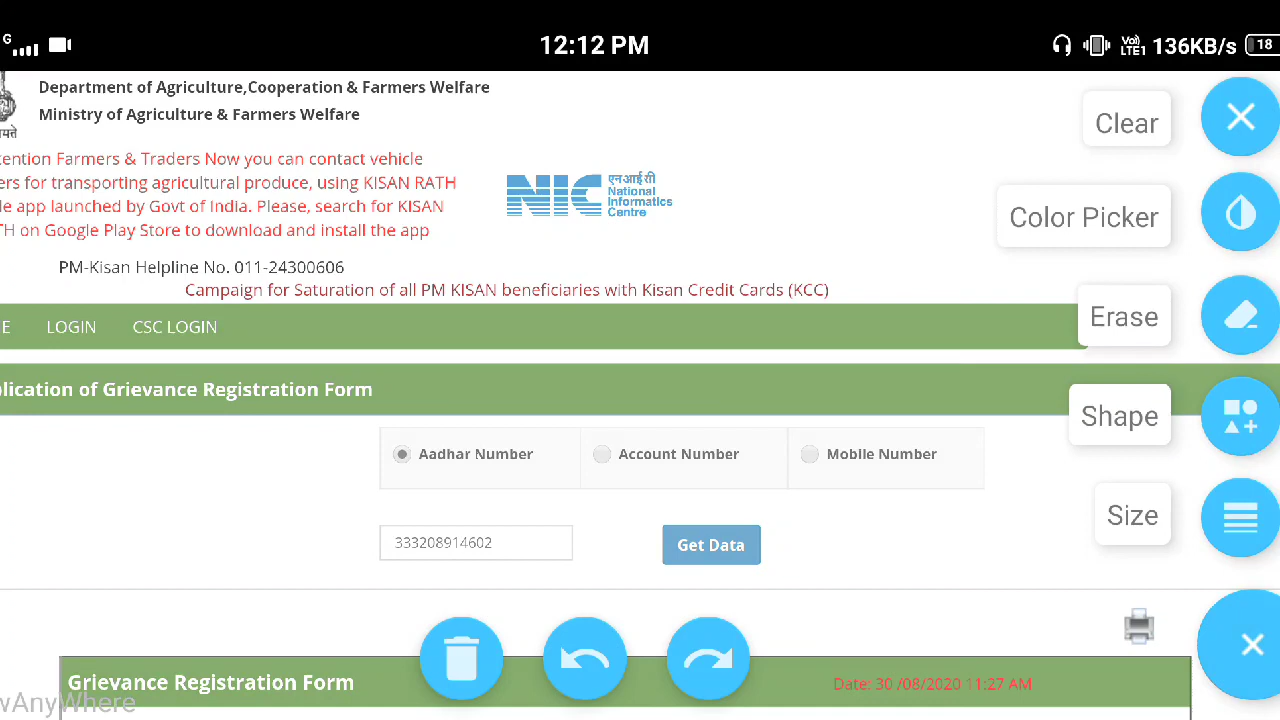 G 12:12 PM Vo) LTE1 136KB/s 18
Department of Agriculture,Cooperation & Farmers Welfare
Ministry of Agriculture & Farmers Welfare
tention Farmers & Traders Now you can contact vehicle
ers for transporting agricultural produce, using KISAN RATH
le app launched by Govt of India. Please, search for KISAN
TH on Google Play Store to download and install the app
एनआईसी
NIC National
Informatics
Centre
PM-Kisan Helpline No. 011-24300606
Campaign for Saturation of all PM KISAN beneficiaries with Kisan Credit Cards (KCC)
E LOGIN CSC LOGIN
plication of Grievance Registration Form
Aadhar Number Account Number Mobile Number
333208914602 Get Data
Grievance Registration Form Date: 30 /08/2020 11:27 AM
wAnyWhere
Clear
Color Picker
Erase
Shape
Size